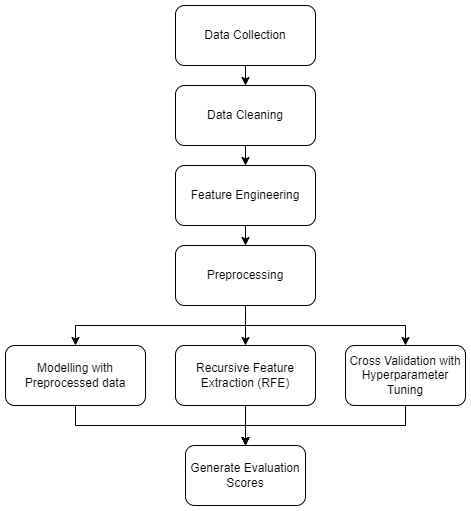 Data Collection
Data Cleaning
Feature Engineering
Preprocessing
Modelling with
Preprocessed data
Recursive Feature
Extraction (RFE)
Cross Validation with
Hyperparameter
Tuning
Generate Evaluation
Scores